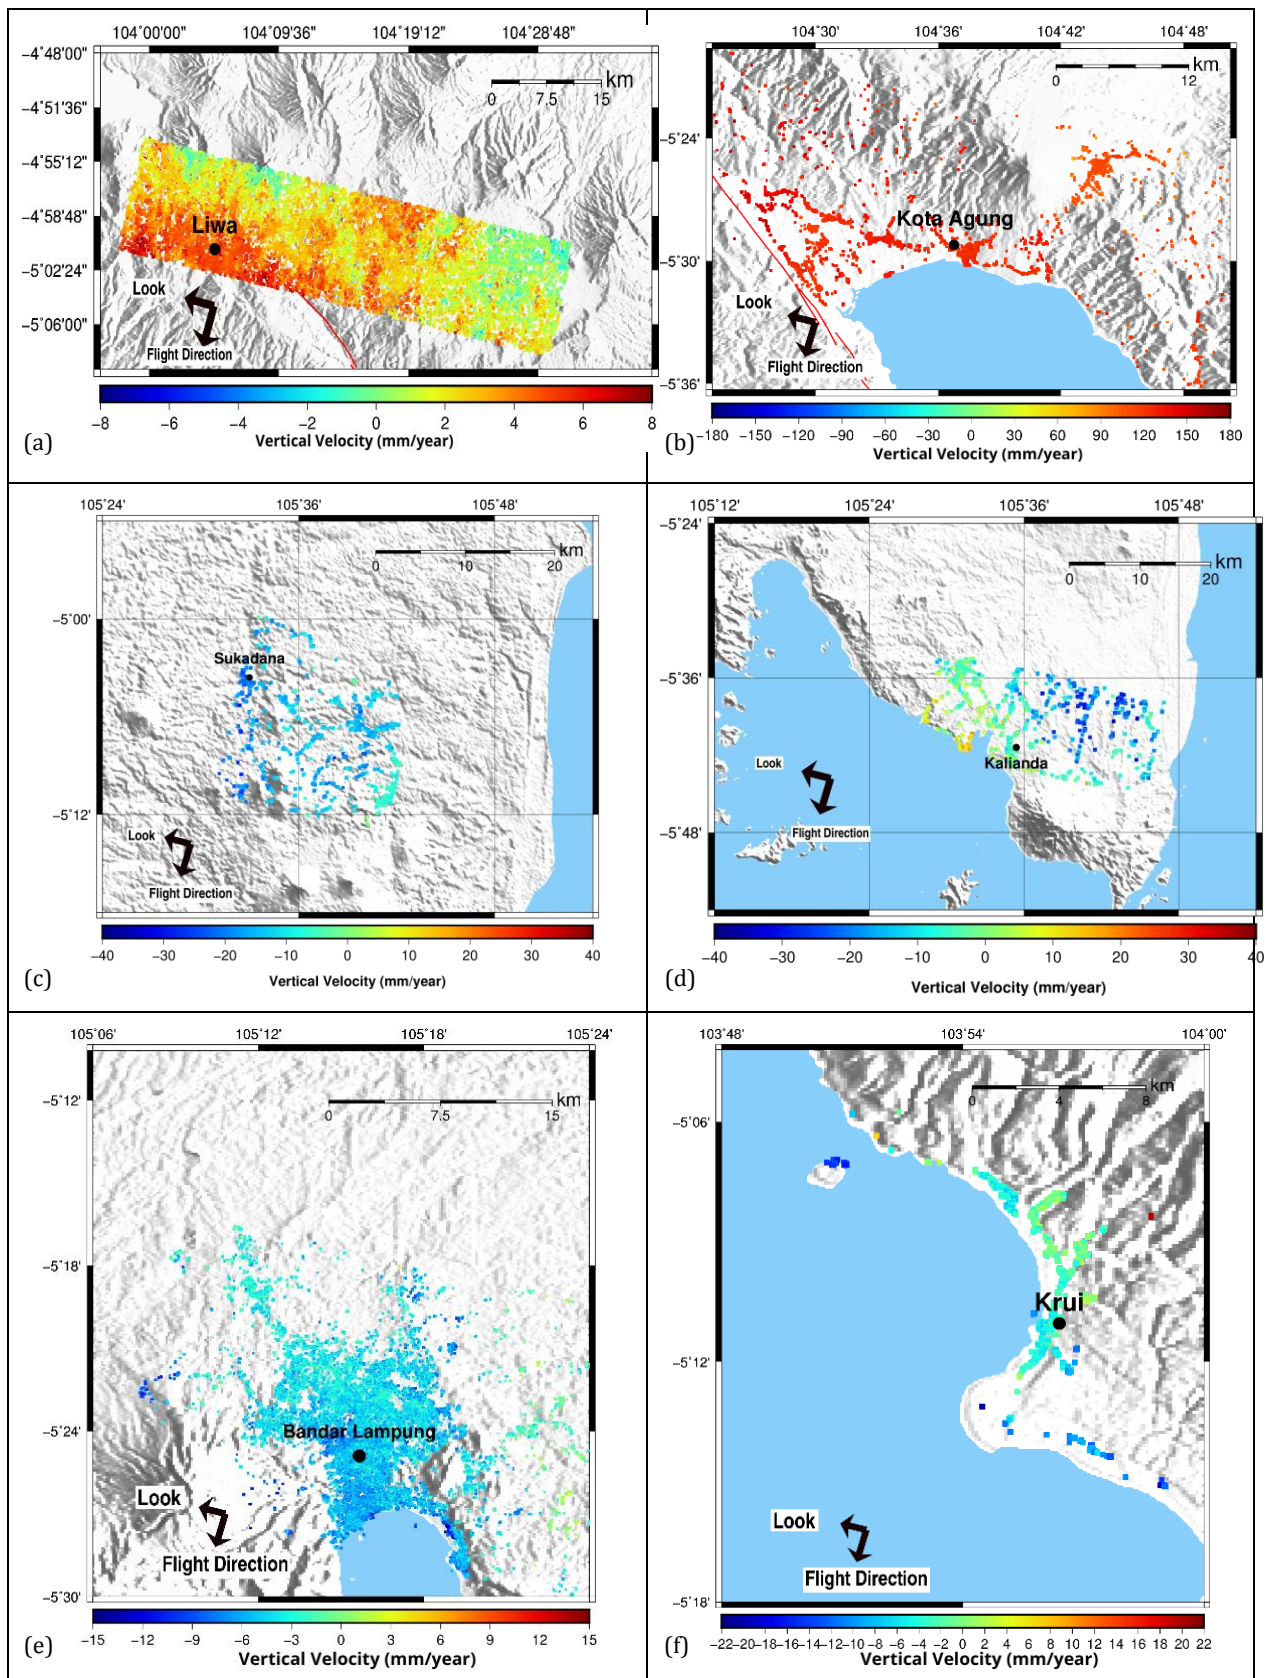 104°00'00" 104°09'36" 104°19'12" 104°28'48"
−4°48'00"
−4°51'36"
−4°55'12"
−4°58'48"
−5°02'24"
−5°06'00"
km
0 7.5 15
Liwa
Look
Flight Direction
−8 −6 −4 −2 0 2 4 6 8
Vertical Velocity (mm/year)
(a)
104°30' 104°36' 104°42' 104°48'
−5°24'
−5°30'
−5°36'
km
0 12
Kota Agung
Look
Flight Direction
−180 −150 −120 −90 −60 −30 0 30 60 90 120 150 180
Vertical Velocity (mm/year)
(b)
105°24' 105°36' 105°48'
−5°00'
−5°12'
km
0 10 20
Sukadana
Look
Flight Direction
−40 −30 −20 −10 0 10 20 30 40
Vertical Velocity (mm/year)
(c)
105°12' 105°24' 105°36' 105°48'
−5°24'
−5°36'
−5°48'
km
0 10 20
Kalianda
Look
Flight Direction
−40 −30 −20 −10 0 10 20 30 40
Vertical Velocity (mm/year)
(d)
105°06' 105°12' 105°18' 105°24'
−5°12'
−5°18'
−5°24'
−5°30'
km
0 7.5 15
Bandar Lampung
Look
Flight Direction
−15 −12 −9 −6 −3 0 3 6 9 12 15
Vertical Velocity (mm/year)
(e)
103°48' 103°54' 104°00'
−5°06'
−5°12'
−5°18'
km
0 4 8
Krui
Look
Flight Direction
−22 −20 −18 −16 −14 −12 −10 −8 −6 −4 −2 0 2 4 6 8 10 12 14 16 18 20 22
Vertical Velocity (mm/year)
(f)